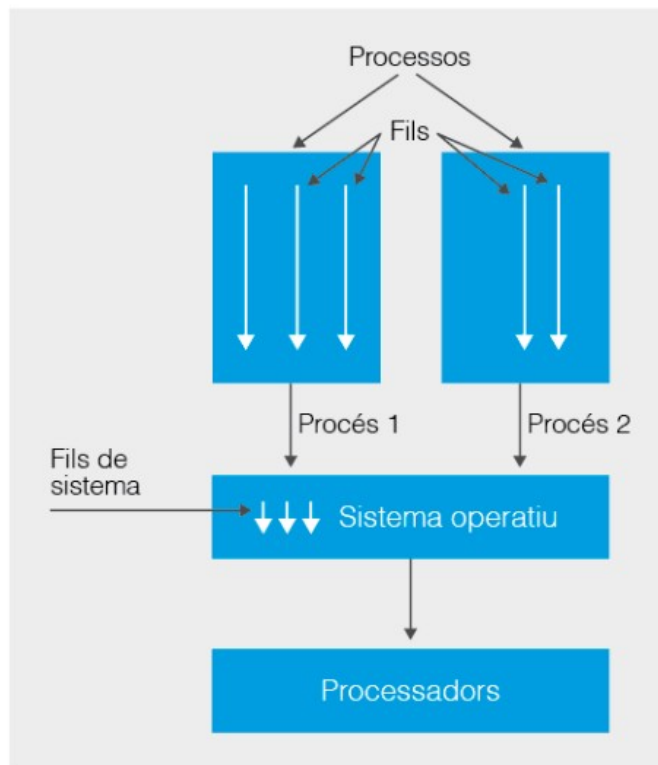 Processos
Fils
Procés 1
Procés 2
Fils de
sistema
Sistema operatiu
Processadors